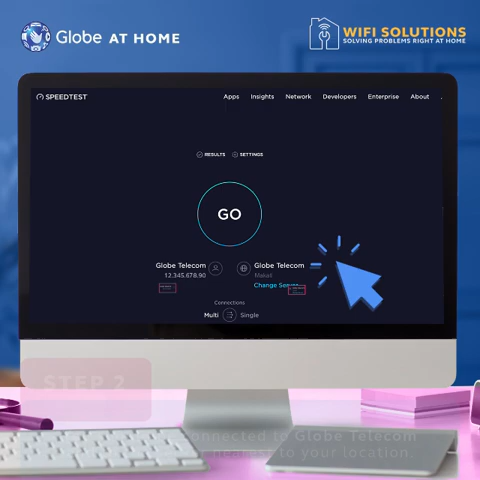 Globe AT HOME
WIFI SOLUTIONS
SOLVING PROBLEMS RIGHT AT HOME
SPEEDTEST
Apps Insights Network Developers Enterprise About
RESULTS SETTINGS
GO
Globe Telecom
12.345.678.90
Globe Telecom
Makati
Change Server
Connections
Multi Single
STEP 2
connected to Globe Telecom
nearest to your location.